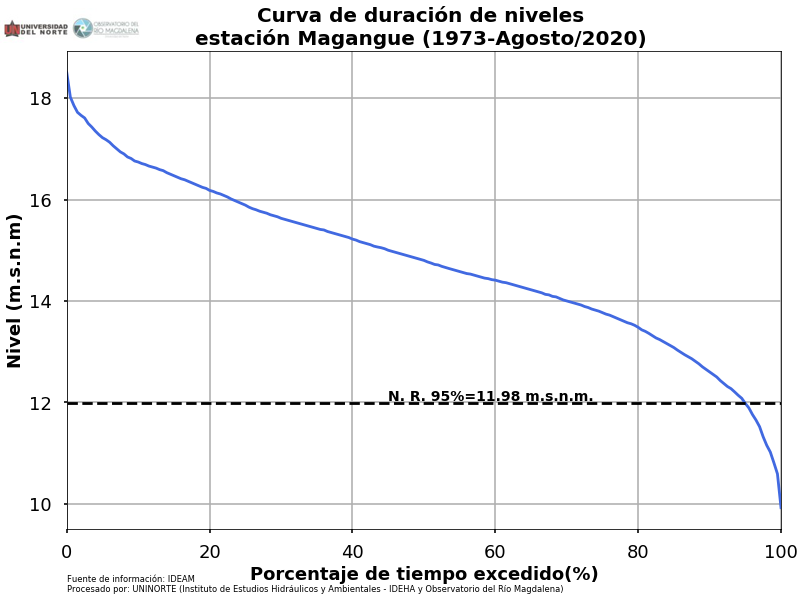 UNIVERSIDAD
DEL NORTE
OBSERVATORIO DEL
RÍO MAGDALENA
Curva de duración de niveles
estación Magangue (1973-Agosto/2020)
Nivel (m.s.n.m)
18
16
14
12
10
N. R. 95%=11.98 m.s.n.m.
0
20
40
60
80
100
Porcentaje de tiempo excedido(%)
Fuente de información: IDEAM
Procesado por: UNINORTE (Instituto de Estudios Hidráulicos y Ambientales - IDEHA y Observatorio del Río Magdalena)